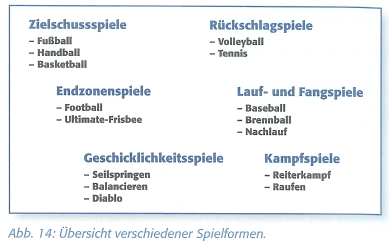 Zielschussspiele
– Fußball
– Handball
– Basketball
Rückschlagspiele
– Volleyball
– Tennis
Endzonenspiele
– Football
– Ultimate-Frisbee
Lauf- und Fangspiele
– Baseball
– Brennball
– Nachlauf
Geschicklichkeitsspiele
– Seilspringen
– Balancieren
– Diablo
Kampfspiele
– Reiterkampf
– Raufen
Abb. 14: Übersicht verschiedener Spielformen.